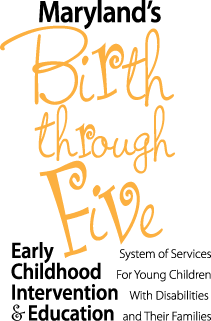 Maryland's
Birth
through
Five
Early System of Services
Childhood For Young Children
Intervention With Disabilities
& Education and Their Families